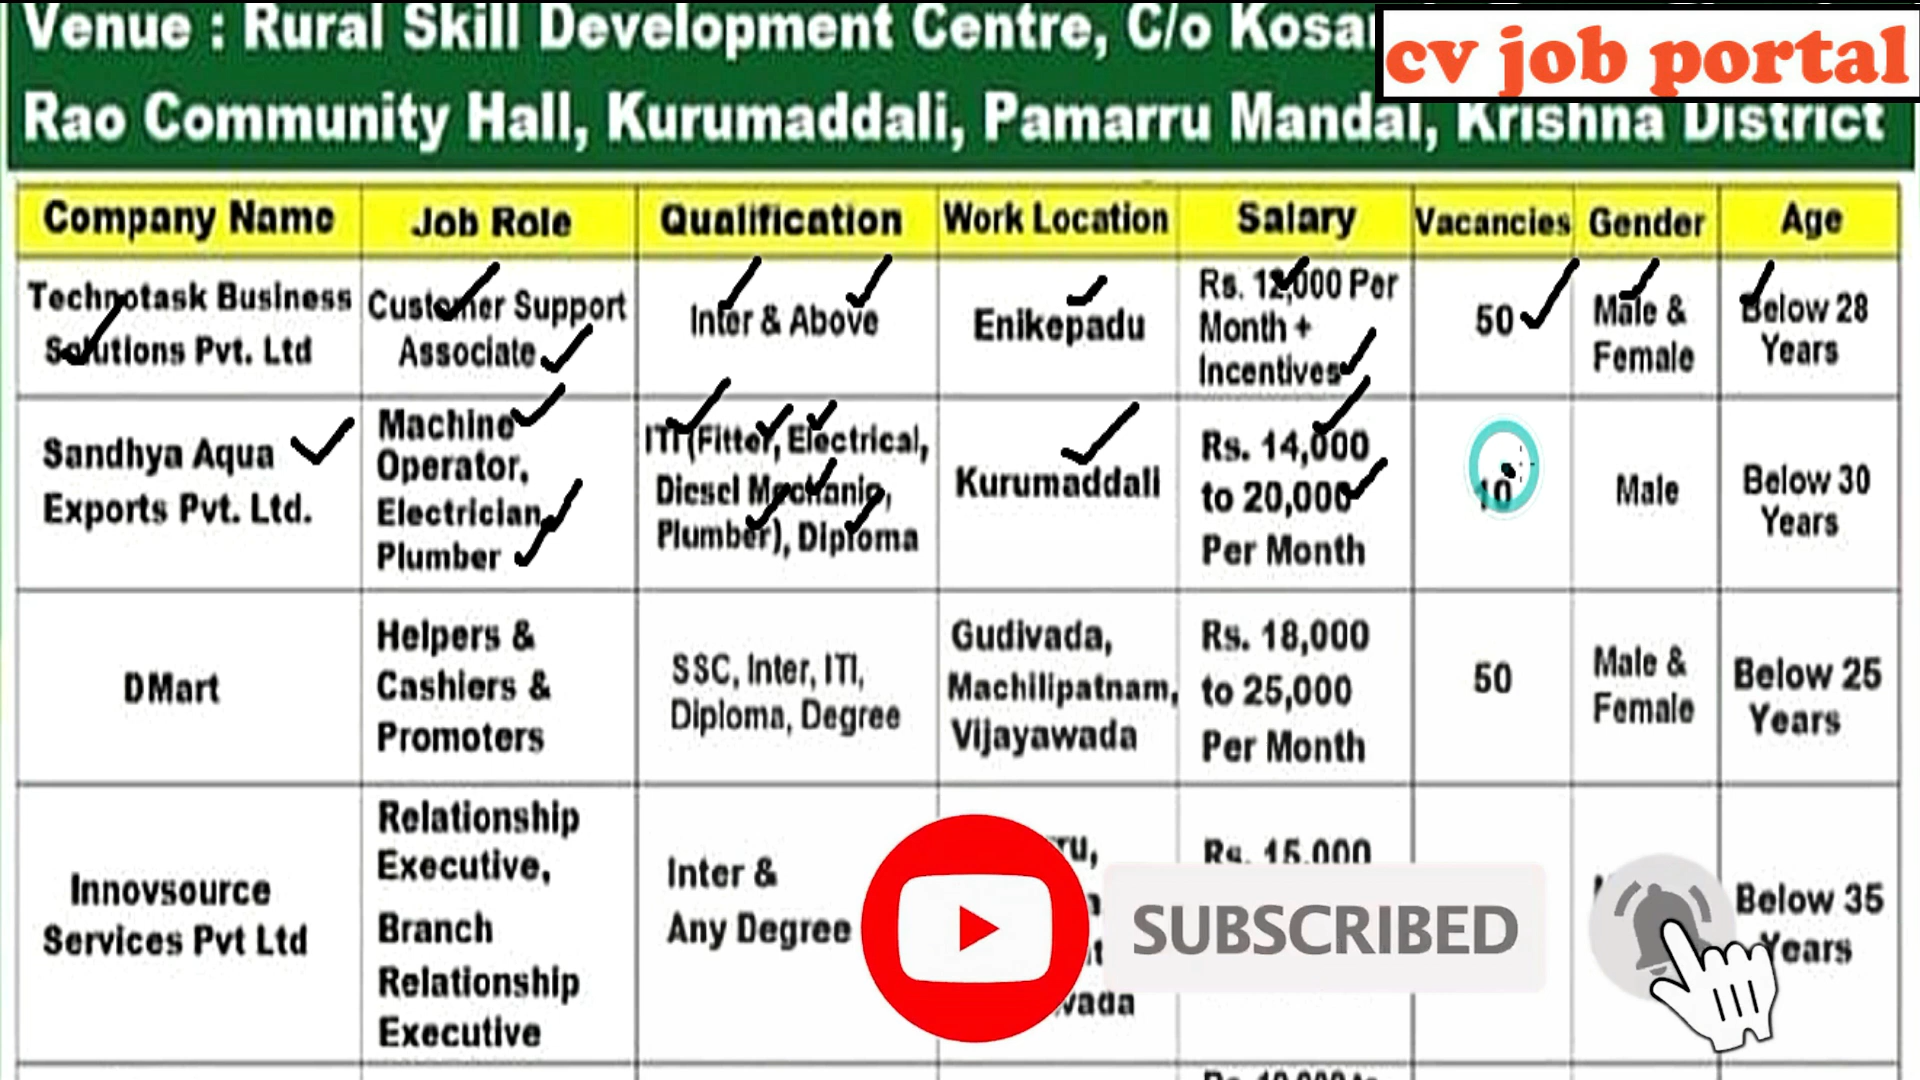 Venue : Rural Skill Development Centre, C/o
cv job portal
Rao Community Hall, Kurumaddali, Pamarru Mandal, Krishna District
Company Name
Job Role
Qualification
Work Location
Salary
Vacancies
Gender
Age
Technotask Business
Solutions Pvt. Ltd
Customer Support
Associate
Inter & Above
Enikepadu
Rs. 12,000 Per
Month +
Incentives
50
Male &
Female
Below 28
Years
Sandhya Aqua
Exports Pvt. Ltd.
Machine
Operator,
Electrician,
Plumber
ITI (Fitter, Electrical,
Diesel Mechanic,
Plumber), Diploma
Kurumaddali
Rs. 14,000
to 20,000
Per Month
10
Male
Below 30
Years
DMart
Helpers &
Cashiers &
Promoters
SSC, Inter, ITI,
Diploma, Degree
Gudivada,
Machilipatnam,
Vijayawada
Rs. 18,000
to 25,000
Per Month
50
Male &
Female
Below 25
Years
Innovsource
Services Pvt Ltd
Relationship
Executive,
Branch
Relationship
Executive
Inter &
Any Degree
Rs. 15,000
Below 35
Years
SUBSCRIBED